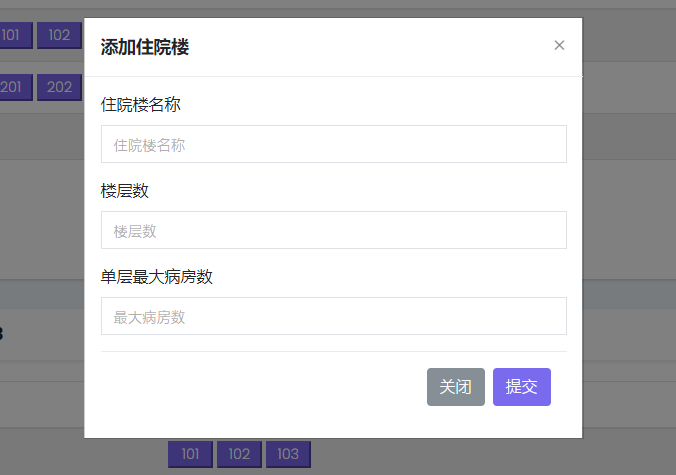 101 102
添加住院楼 ×
201 202
住院楼名称
住院楼名称
楼层数
楼层数
单层最大病房数
最大病房数
关闭 提交
101 102 103